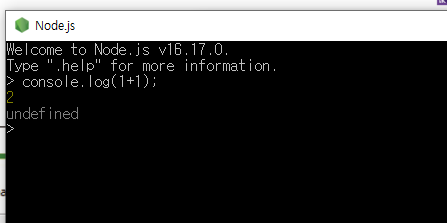 Node.js
Welcome to Node.js v16.17.0.
Type ".help" for more information.
> console.log(1+1);
2
undefined
>